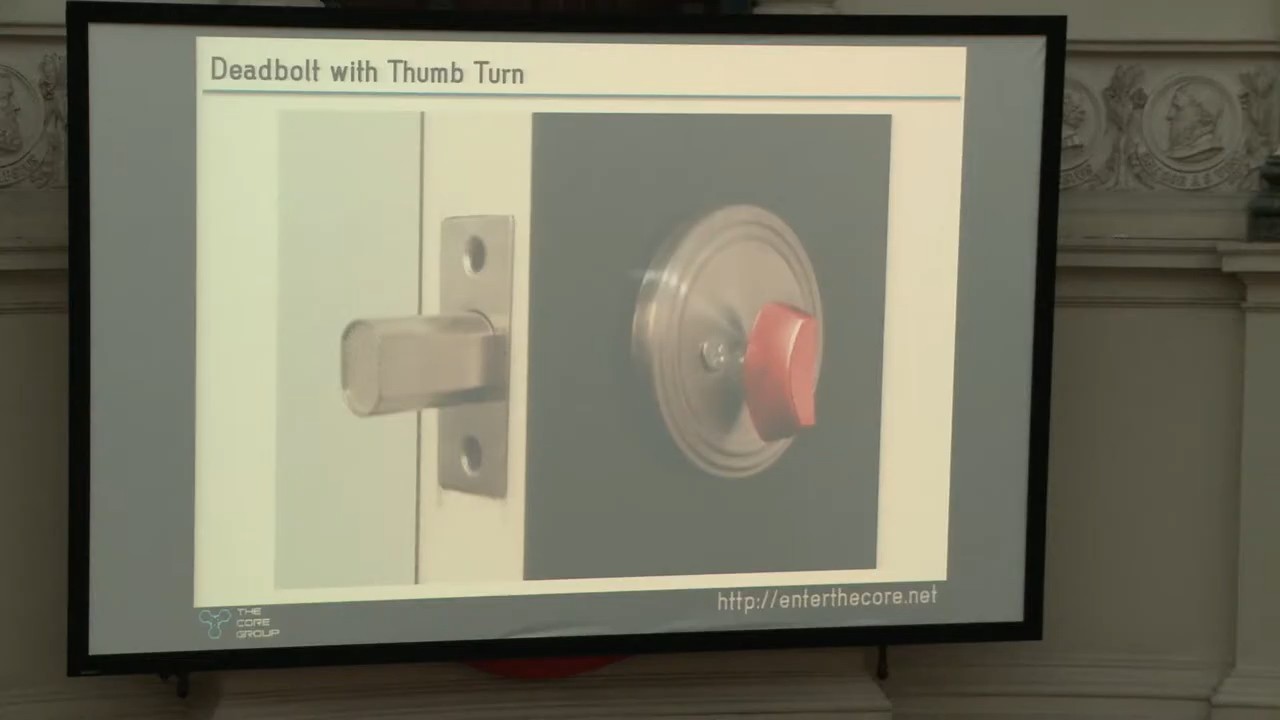 Deadbolt with Thumb Turn
http://enterthecore.net
THE
CORE
GROUP